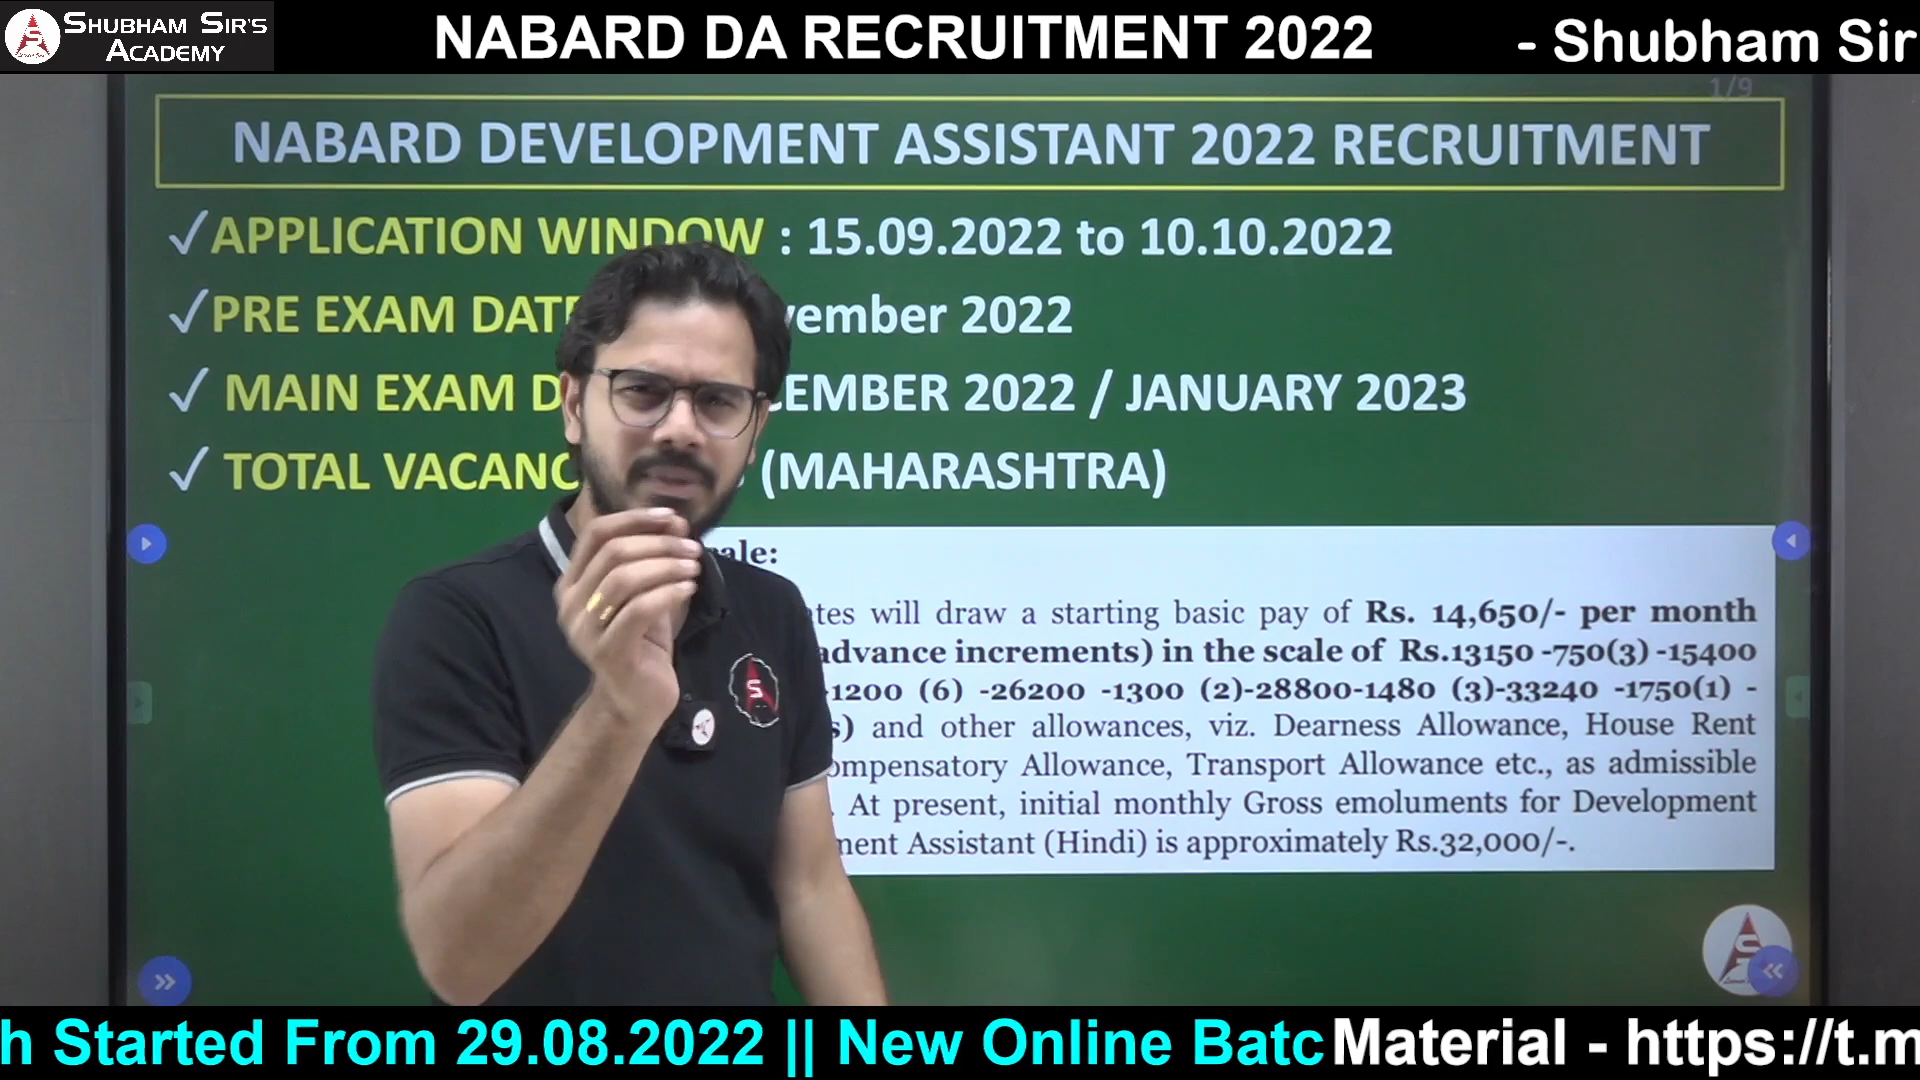 SHUBHAM SIR'S
ACADEMY
NABARD DA RECRUITMENT 2022
- Shubham Sir
1/9
NABARD DEVELOPMENT ASSISTANT 2022 RECRUITMENT
✓APPLICATION WINDOW : 15.09.2022 to 10.10.2022
✓PRE EXAM DATE vember 2022
✓ MAIN EXAM D CEMBER 2022 / JANUARY 2023
✓ TOTAL VACANC (MAHARASHTRA)
ale:
ates will draw a starting basic pay of Rs. 14,650/- per month
advance increments) in the scale of Rs.13150 -750(3) -15400
-1200 (6) -26200 -1300 (2)-28800-1480 (3)-33240 -1750(1) -
s) and other allowances, viz. Dearness Allowance, House Rent
ompensatory Allowance, Transport Allowance etc., as admissible
. At present, initial monthly Gross emoluments for Development
ment Assistant (Hindi) is approximately Rs.32,000/-.
S
h Started From 29.08.2022 || New Online Batc
Material - https://t.m